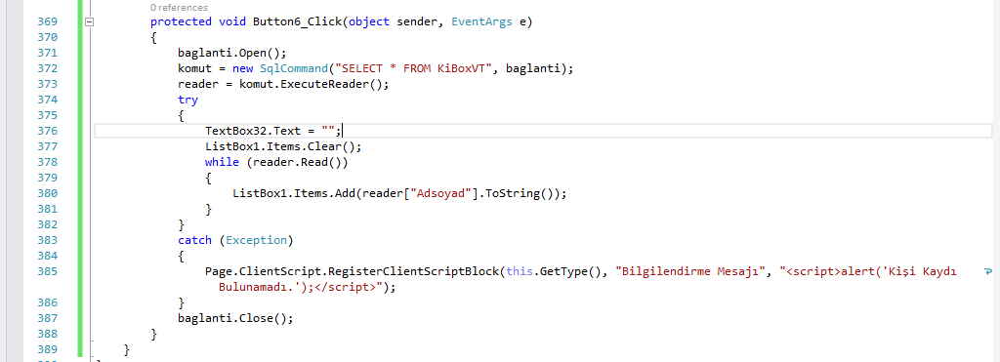 0 references
369 protected void Button6_Click(object sender, EventArgs e)
370 {
371 baglanti.Open();
372 komut = new SqlCommand("SELECT * FROM KiBoxVT", baglanti);
373 reader = komut.ExecuteReader();
374 try
375 {
376 TextBox32.Text = "";
377 ListBox1.Items.Clear();
378 while (reader.Read())
379 {
380 ListBox1.Items.Add(reader["Adsoyad"].ToString());
381 }
382 }
383 catch (Exception)
384 {
385 Page.ClientScript.RegisterClientScriptBlock(this.GetType(), "Bilgilendirme Mesajı", "<script>alert('Kişi Kaydı
Bulunamadı.');</script>");
386 }
387 baglanti.Close();
388 }
389 }